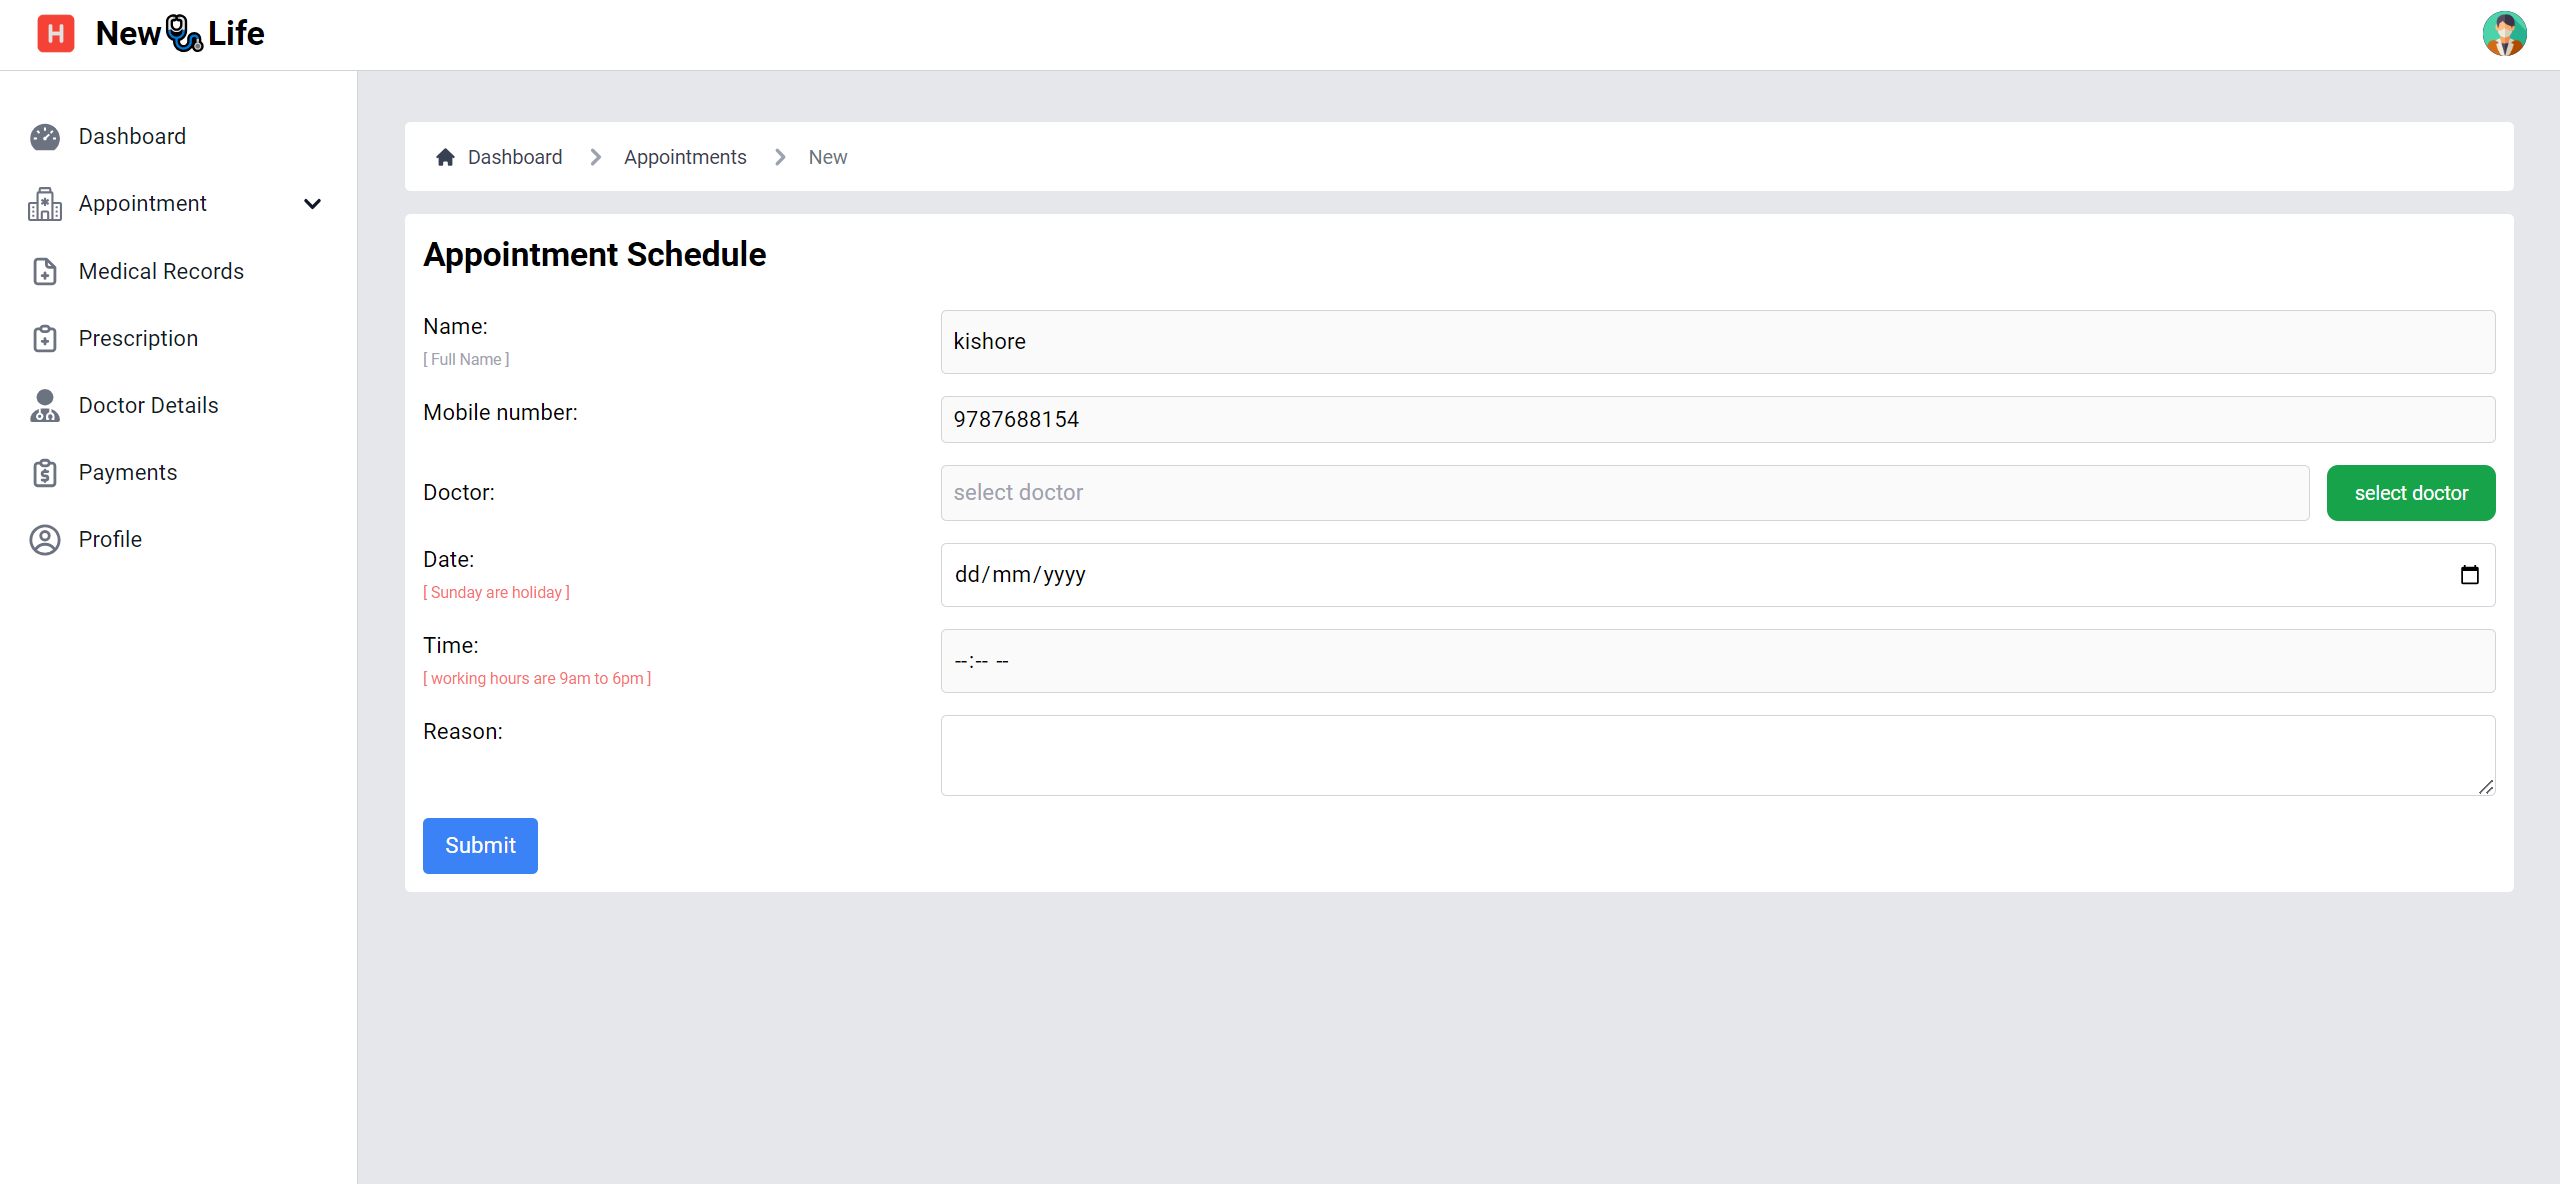 H New Life
Dashboard
Appointment
Medical Records
Prescription
Doctor Details
Payments
Profile
Dashboard > Appointments > New
Appointment Schedule
Name:
[ Full Name ]
kishore
Mobile number:
9787688154
Doctor:
select doctor
select doctor
Date:
[ Sunday are holiday ]
dd/mm/yyyy
Time:
[ working hours are 9am to 6pm ]
--:-- --
Reason:
Submit